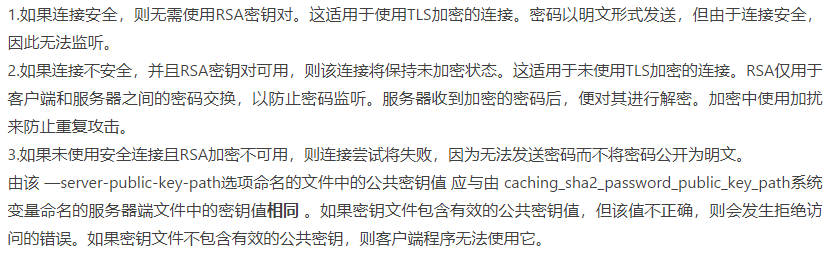 1.如果连接安全，则无需使用RSA密钥对。这适用于使用TLS加密的连接。密码以明文形式发送，但由于连接安全，
因此无法监听。
2.如果连接不安全，并且RSA密钥对可用，则该连接将保持未加密状态。这适用于未使用TLS加密的连接。RSA仅用于
客户端和服务器之间的密码交换，以防止密码监听。服务器收到加密的密码后，便对其进行解密。加密中使用加扰
来防止重复攻击。
3.如果未使用安全连接且RSA加密不可用，则连接尝试将失败，因为无法发送密码而不将密码公开为明文。
由该 —server-public-key-path选项命名的文件中的公共密钥值 应与由 caching_sha2_password_public_key_path系统
变量命名的服务器端文件中的密钥值相同 。如果密钥文件包含有效的公共密钥值，但该值不正确，则会发生拒绝访
问的错误。如果密钥文件不包含有效的公共密钥，则客户端程序无法使用它。